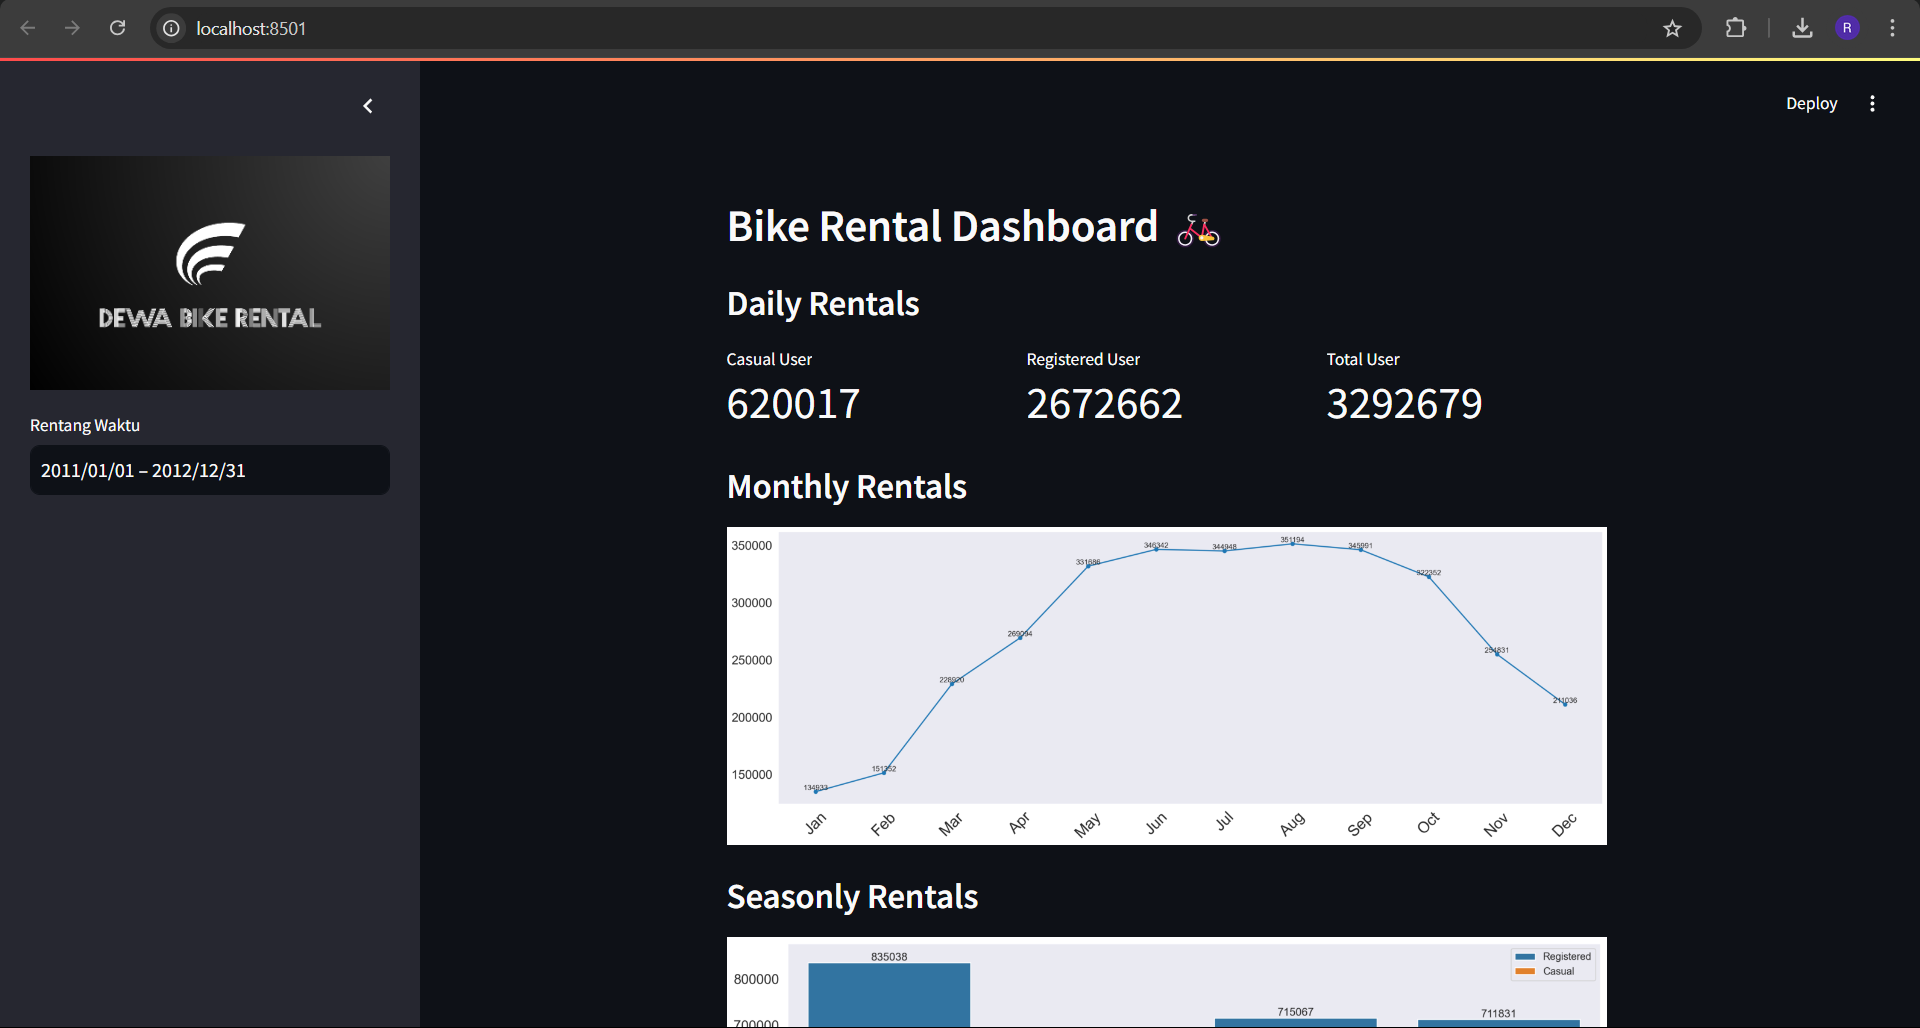 localhost:8501
R
Deploy
DEWA BIKE RENTAL
Rentang Waktu
2011/01/01 – 2012/12/31
Bike Rental Dashboard
Daily Rentals
Casual User
Registered User
Total User
620017
2672662
3292679
Monthly Rentals
350000
300000
250000
200000
150000
134933
151352
228920
269094
331686
346342
344948
351194
345991
322352
254831
211036
Jan
Feb
Mar
Apr
May
Jun
Jul
Aug
Sep
Oct
Nov
Dec
Seasonly Rentals
800000
700000
835038
715067
711831
Registered
Casual